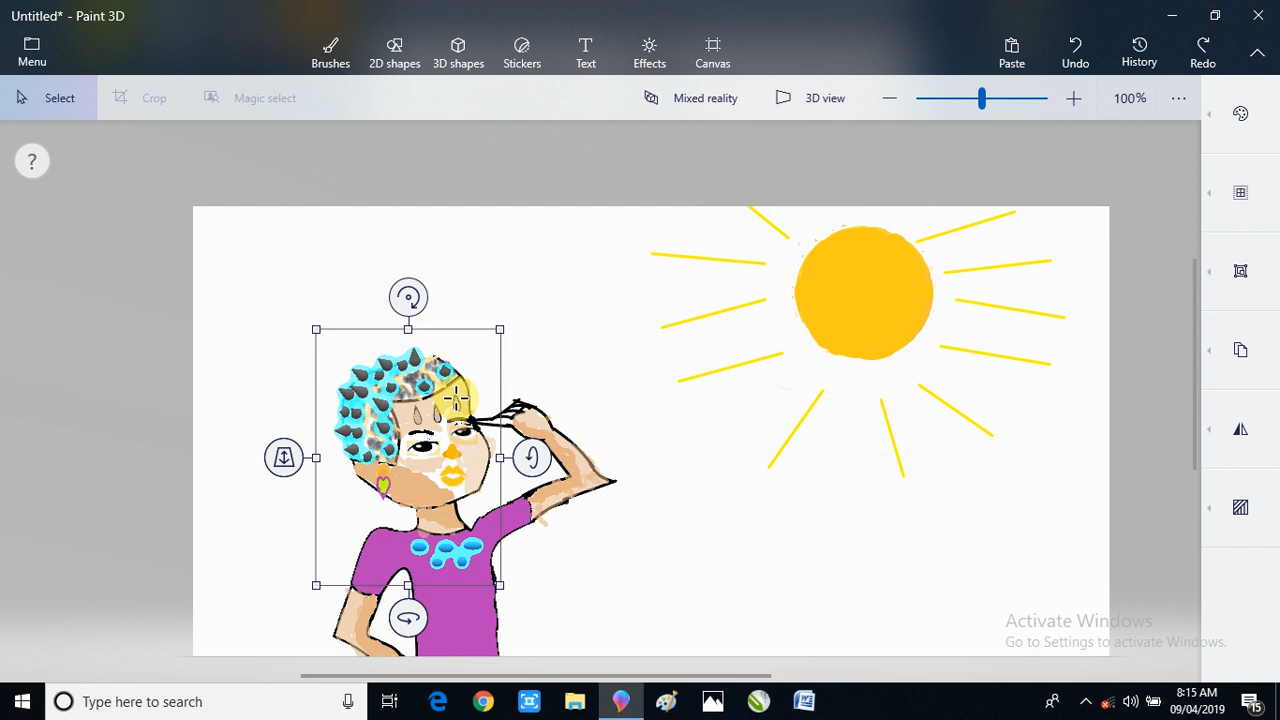 Untitled* - Paint 3D
Menu
Brushes 2D shapes 3D shapes Stickers Text Effects Canvas Paste Undo History Redo
Select Crop Magic select Mixed reality 3D view 100%
?
Activate Windows
Go to Settings to activate Windows.
Type here to search
8:15 AM
09/04/2019
15